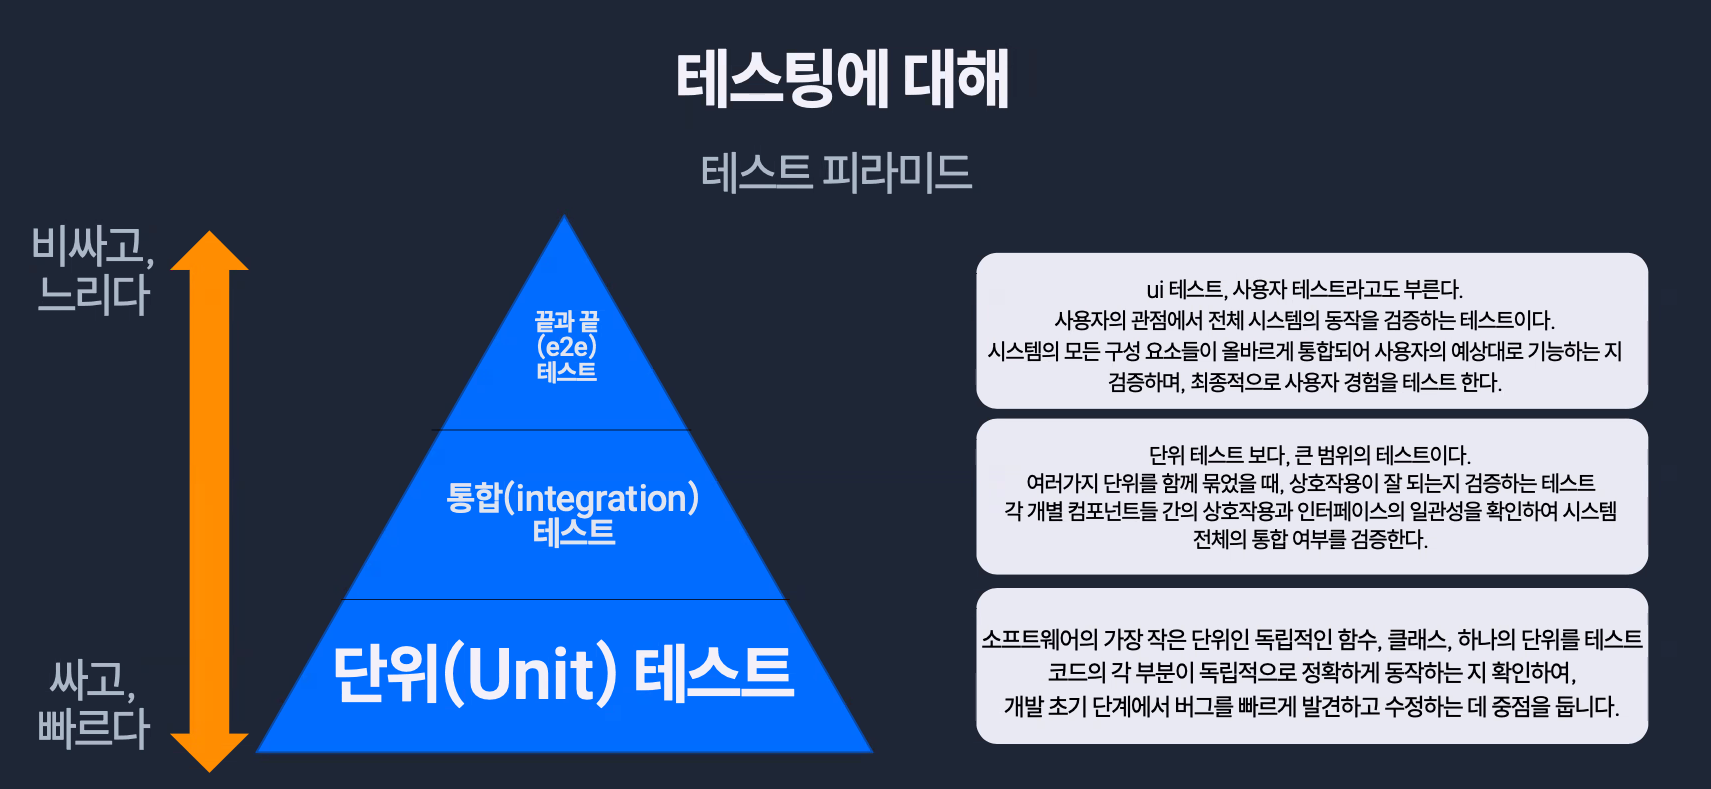 테스팅에 대해
테스트 피라미드
비싸고,
느리다
싸고,
빠르다
끝과 끝
(e2e)
테스트
통합(integration)
테스트
단위(Unit) 테스트
ui 테스트, 사용자 테스트라고도 부른다.
사용자의 관점에서 전체 시스템의 동작을 검증하는 테스트이다.
시스템의 모든 구성 요소들이 올바르게 통합되어 사용자의 예상대로 기능하는 지
검증하며, 최종적으로 사용자 경험을 테스트 한다.
단위 테스트 보다, 큰 범위의 테스트이다.
여러가지 단위를 함께 묶었을 때, 상호작용이 잘 되는지 검증하는 테스트
각 개별 컴포넌트들 간의 상호작용과 인터페이스의 일관성을 확인하여 시스템
전체의 통합 여부를 검증한다.
소프트웨어의 가장 작은 단위인 독립적인 함수, 클래스, 하나의 단위를 테스트
코드의 각 부분이 독립적으로 정확하게 동작하는 지 확인하여,
개발 초기 단계에서 버그를 빠르게 발견하고 수정하는 데 중점을 둡니다.